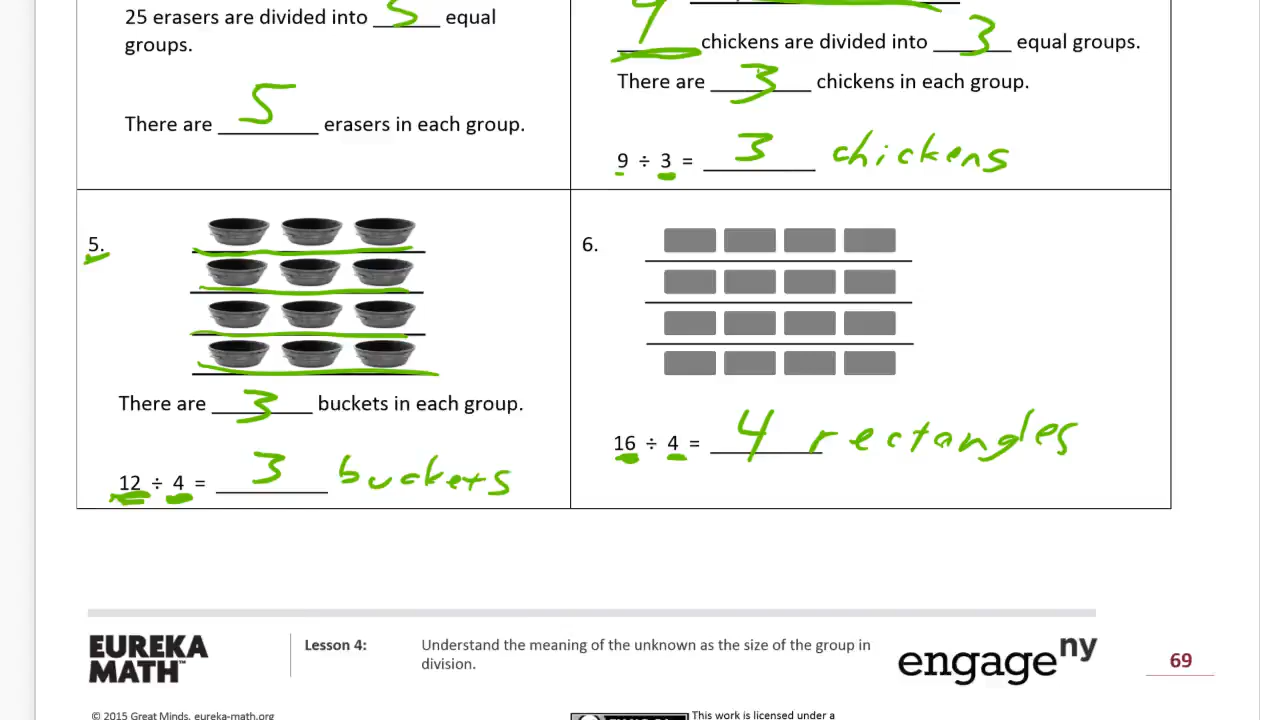 25 erasers are divided into 5 equal
groups.
There are 5 erasers in each group.
9 chickens are divided into 3 equal groups.
There are 3 chickens in each group.
9 ÷ 3 = 3 chickens
5.
There are 3 buckets in each group.
12 ÷ 4 = 3 buckets
6.
16 ÷ 4 = 4 rectangles
EUREKA
MATH™
Lesson 4:
Understand the meaning of the unknown as the size of the group in
division.
engage ny
69
© 2015 Great Minds. eureka-math.org
This work is licensed under a